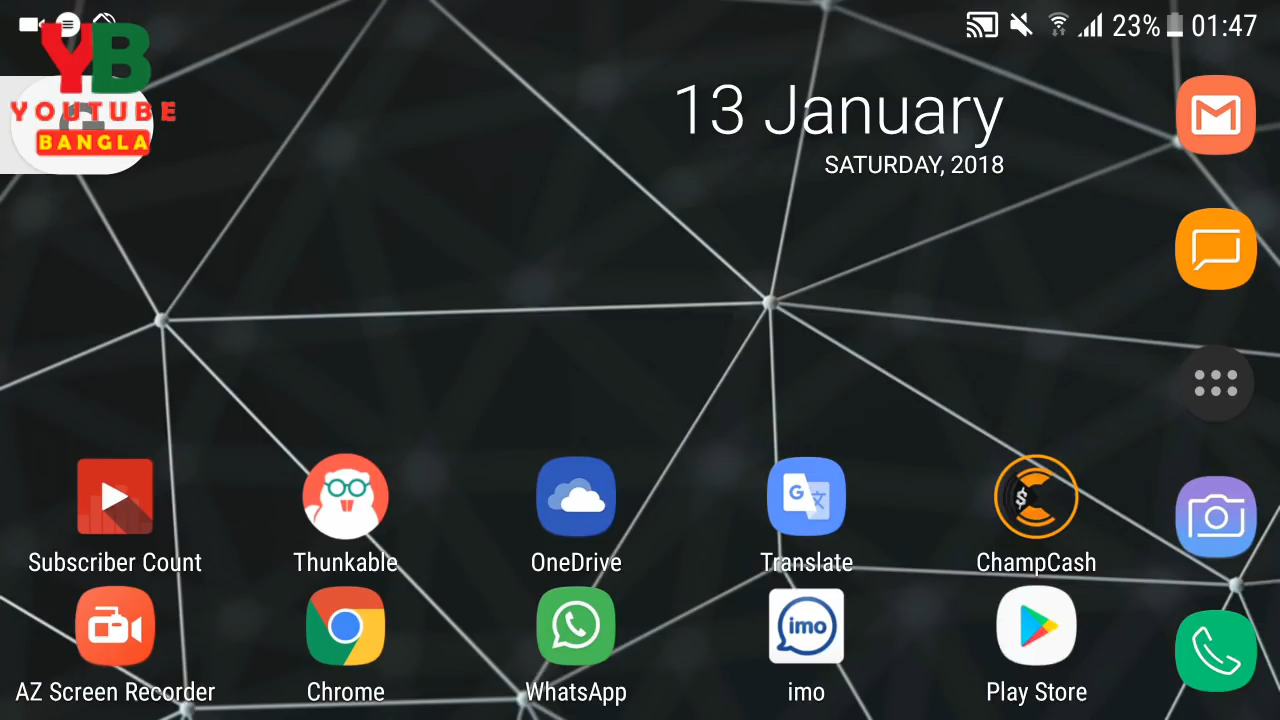 23% 01:47
YB
YOUTUBE
BANGLA
13 January
SATURDAY, 2018
Subscriber Count
Thunkable
OneDrive
Translate
ChampCash
AZ Screen Recorder
Chrome
WhatsApp
imo
imo
Play Store